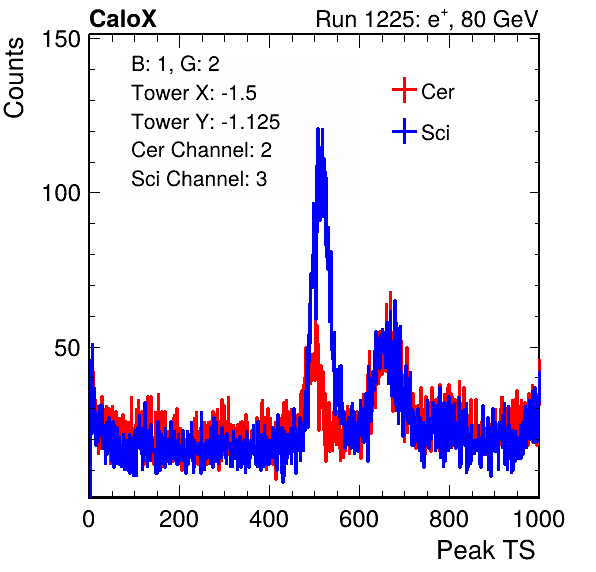 CaloX Run 1225: e⁺, 80 GeV
Counts
150
100
50
B: 1, G: 2
Tower X: -1.5
Tower Y: -1.125
Cer Channel: 2
Sci Channel: 3
Cer
Sci
0 200 400 600 800 1000
Peak TS